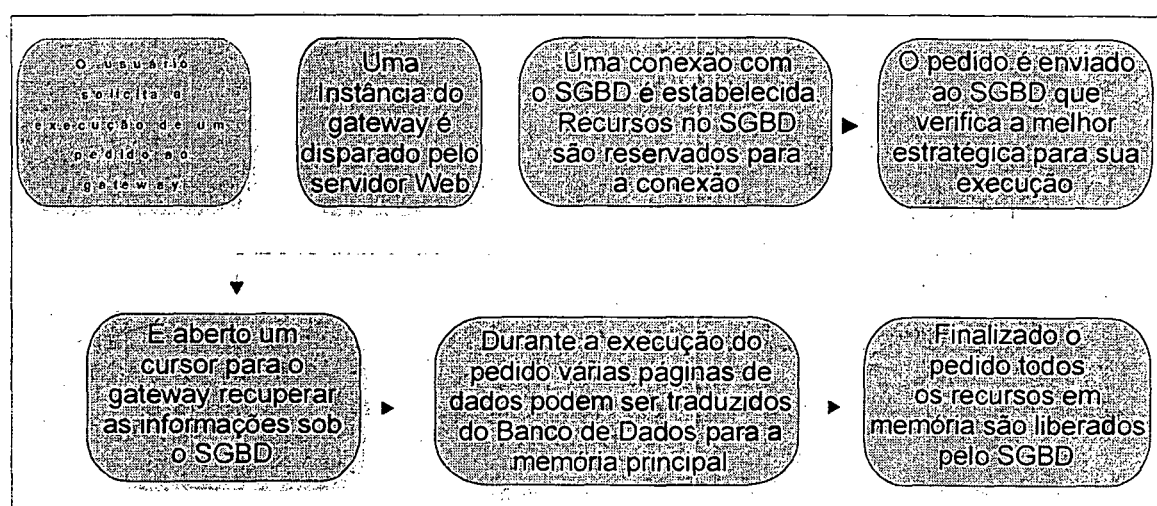 O usuário
solicita a
execução de um
pedido ao
gateway
Uma
Instância do
gateway é
disparado pelo
servidor Web
Uma conexão com
o SGBD é estabelecida
Recursos no SGBD
são reservados para
a conexão
O pedido é enviado
ao SGBD que
verifica a melhor
estratégica para sua
execução
É aberto um
cursor para o
gateway recuperar
as informações sob
o SGBD
Durante a execução do
pedido várias páginas de
dados podem ser traduzidos
do Banco de Dados para a
memória principal
Finalizado o
pedido todos
os recursos em
memória são liberados
pelo SGBD